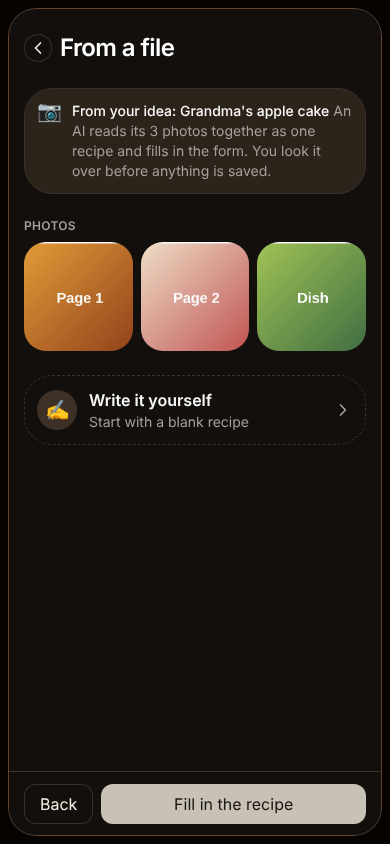 From a file
From your idea: Grandma's apple cake An
AI reads its 3 photos together as one
recipe and fills in the form. You look it
over before anything is saved.
PHOTOS
Page 1
Page 2
Dish
Write it yourself
Start with a blank recipe
Back
Fill in the recipe